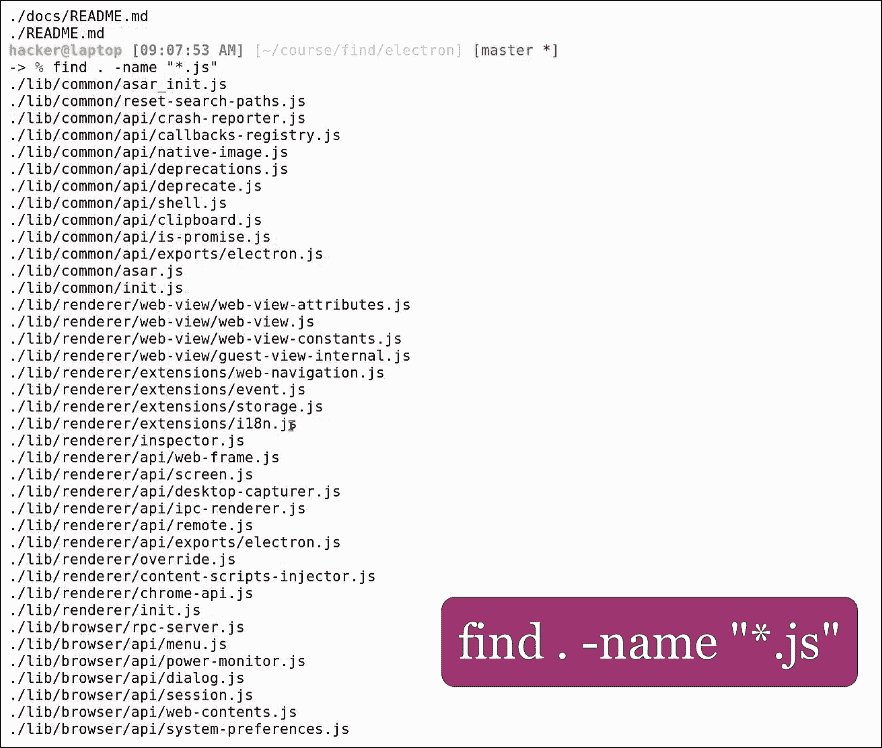 ./docs/README.md
./README.md
hacker@laptop [09:07:53 AM] [~/course/find/electron] [master *]
-> % find . -name "*.js"
./lib/common/asar_init.js
./lib/common/reset-search-paths.js
./lib/common/api/crash-reporter.js
./lib/common/api/callbacks-registry.js
./lib/common/api/native-image.js
./lib/common/api/deprecations.js
./lib/common/api/deprecate.js
./lib/common/api/shell.js
./lib/common/api/clipboard.js
./lib/common/api/is-promise.js
./lib/common/api/exports/electron.js
./lib/common/asar.js
./lib/common/init.js
./lib/renderer/web-view/web-view-attributes.js
./lib/renderer/web-view/web-view.js
./lib/renderer/web-view/web-view-constants.js
./lib/renderer/web-view/guest-view-internal.js
./lib/renderer/extensions/web-navigation.js
./lib/renderer/extensions/event.js
./lib/renderer/extensions/storage.js
./lib/renderer/extensions/i18n.js
./lib/renderer/inspector.js
./lib/renderer/api/web-frame.js
./lib/renderer/api/screen.js
./lib/renderer/api/desktop-capturer.js
./lib/renderer/api/ipc-renderer.js
./lib/renderer/api/remote.js
./lib/renderer/api/exports/electron.js
./lib/renderer/override.js
./lib/renderer/content-scripts-injector.js
./lib/renderer/chrome-api.js
./lib/renderer/init.js
./lib/browser/rpc-server.js
./lib/browser/api/menu.js
./lib/browser/api/power-monitor.js
./lib/browser/api/dialog.js
./lib/browser/api/session.js
./lib/browser/api/web-contents.js
./lib/browser/api/system-preferences.js
find . -name "*.js"